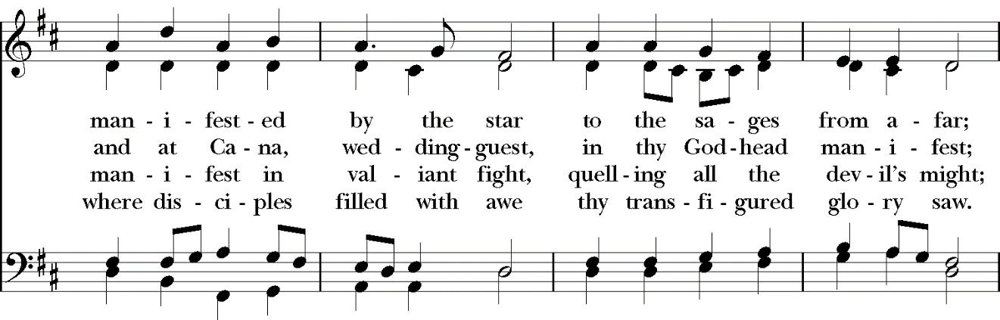 man - i - fest - ed by the star to the sa - ges from a - far;
and at Ca - na, wed - ding - guest, in thy God - head man - i - fest;
man - i - fest in val - iant fight, quell - ing all the dev - il's might;
where dis - ci - ples filled with awe thy trans - fi - gured glo - ry saw.